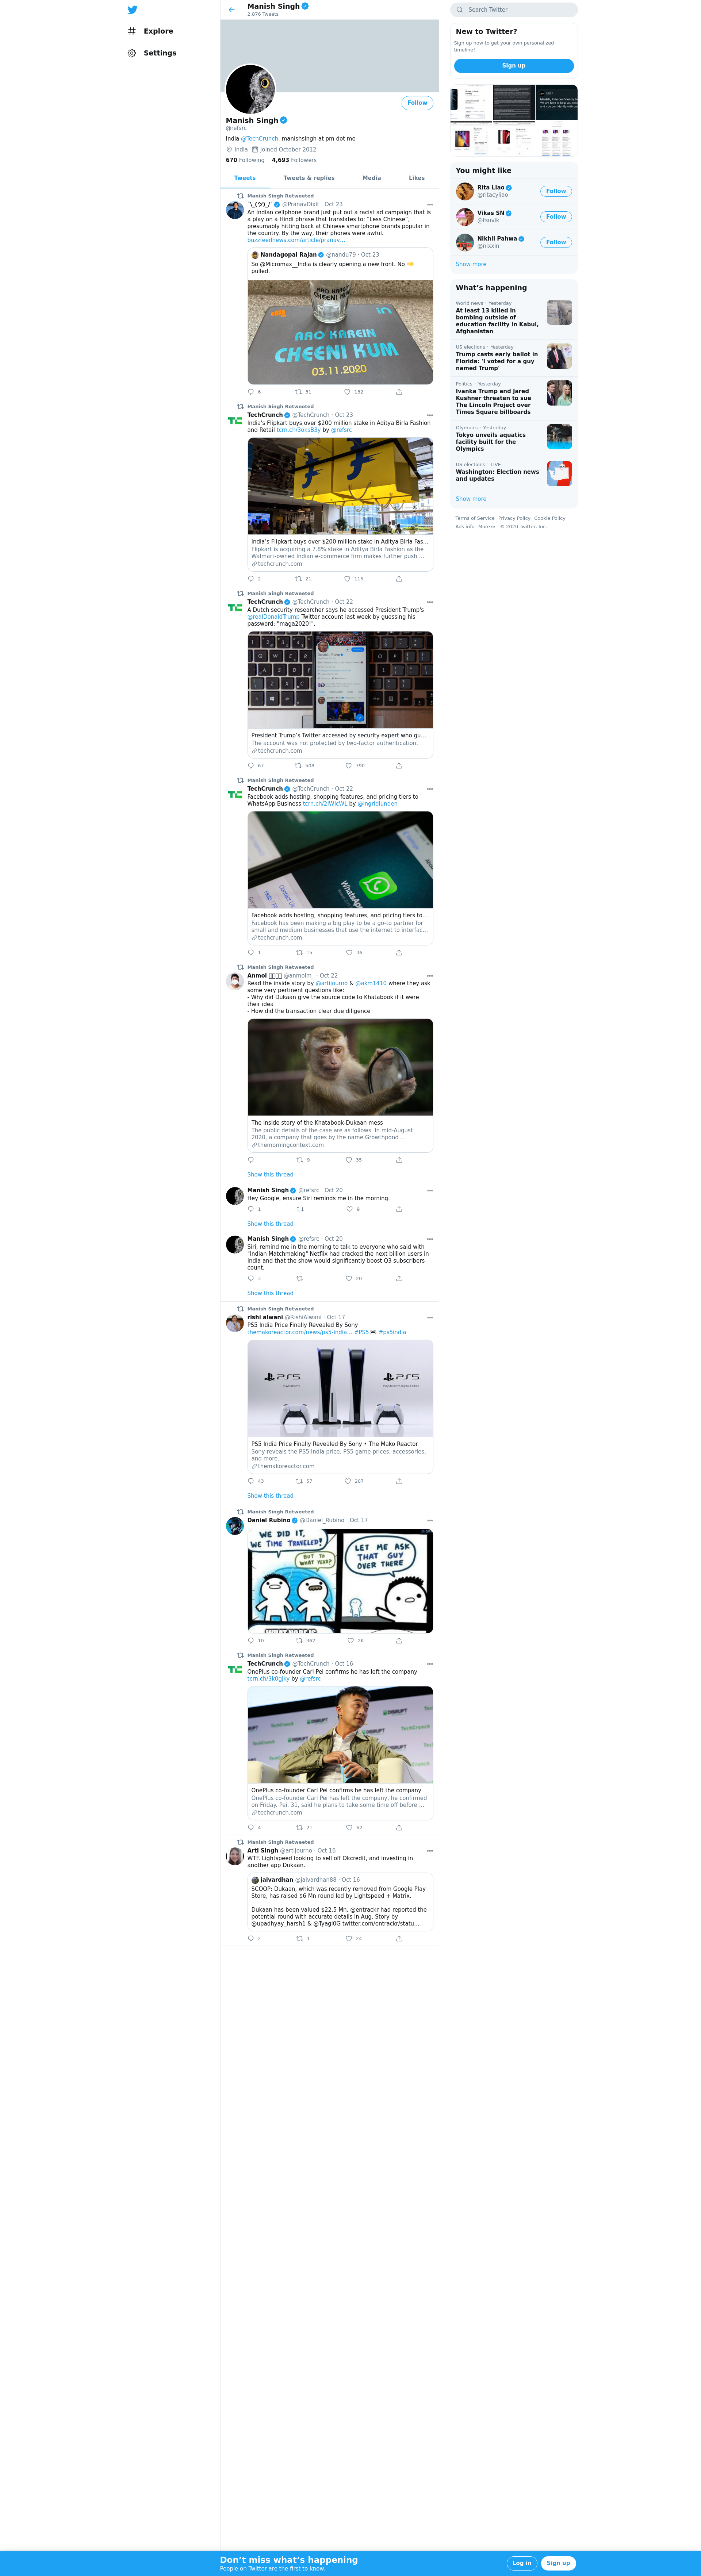 Explore
Settings
Manish Singh
2,876 Tweets
Follow
Manish Singh
@refsrc
India @TechCrunch. manishsingh at pm dot me
India Joined October 2012
670 Following 4,693 Followers
Tweets Tweets & replies Media Likes
Manish Singh Retweeted
¯\_(ツ)_/¯ @PranavDixit · Oct 23
An Indian cellphone brand just put out a racist ad campaign that is
a play on a Hindi phrase that translates to: “Less Chinese”,
presumably hitting back at Chinese smartphone brands popular in
the country. By the way, their phones were awful.
buzzfeednews.com/article/pranav…
Nandagopal Rajan @nandu79 · Oct 23
So @Micromax__India is clearly opening a new front. No
pulled.
AAO KAREIN
CHEENI KUM
AAO KAREIN
CHEENI KUM
03.11.2020
6 31 132
Manish Singh Retweeted
TechCrunch @TechCrunch · Oct 23
India's Flipkart buys over $200 million stake in Aditya Birla Fashion
and Retail tcrn.ch/3oksB3y by @refsrc
India’s Flipkart buys over $200 million stake in Aditya Birla Fas…
Flipkart is acquiring a 7.8% stake in Aditya Birla Fashion as the
Walmart-owned Indian e-commerce firm makes further push …
techcrunch.com
2 21 115
Manish Singh Retweeted
TechCrunch @TechCrunch · Oct 22
A Dutch security researcher says he accessed President Trump's
@realDonaldTrump Twitter account last week by guessing his
password: "maga2020!".
President Trump’s Twitter accessed by security expert who gu…
The account was not protected by two-factor authentication.
techcrunch.com
67 506 790
Manish Singh Retweeted
TechCrunch @TechCrunch · Oct 22
Facebook adds hosting, shopping features, and pricing tiers to
WhatsApp Business tcrn.ch/2IWIcWL by @ingridlunden
WhatsApp
Facebook adds hosting, shopping features, and pricing tiers to…
Facebook has been making a big play to be a go-to partner for
small and medium businesses that use the internet to interfac…
techcrunch.com
1 15 36
Manish Singh Retweeted
Anmol @anmolm_ · Oct 22
Read the inside story by @artijourno & @akm1410 where they ask
some very pertinent questions like:
- Why did Dukaan give the source code to Khatabook if it were
their idea
- How did the transaction clear due diligence
The inside story of the Khatabook-Dukaan mess
The public details of the case are as follows. In mid-August
2020, a company that goes by the name Growthpond …
themorningcontext.com
9 35
Show this thread
Manish Singh @refsrc · Oct 20
Hey Google, ensure Siri reminds me in the morning.
1 9
Show this thread
Manish Singh @refsrc · Oct 20
Siri, remind me in the morning to talk to everyone who said with
"Indian Matchmaking" Netflix had cracked the next billion users in
India and that the show would significantly boost Q3 subscribers
count.
3 20
Show this thread
Manish Singh Retweeted
rishi alwani @RishiAlwani · Oct 17
PS5 India Price Finally Revealed By Sony
themakoreactor.com/news/ps5-india… #PS5 #ps5india
PS5 PS5
PS5 India Price Finally Revealed By Sony • The Mako Reactor
Sony reveals the PS5 India price, PS5 game prices, accessories,
and more.
themakoreactor.com
43 57 207
Show this thread
Manish Singh Retweeted
Daniel Rubino @Daniel_Rubino · Oct 17
WE DID IT,
WE TIME TRAVELED!
BUT TO
WHAT YEAR?
LET ME ASK
THAT GUY
OVER THERE
10 362 2K
Manish Singh Retweeted
TechCrunch @TechCrunch · Oct 16
OnePlus co-founder Carl Pei confirms he has left the company
tcrn.ch/3k0gJky by @refsrc
OnePlus co-founder Carl Pei confirms he has left the company
OnePlus co-founder Carl Pei has left the company, he confirmed
on Friday. Pei, 31, said he plans to take some time off before …
techcrunch.com
4 21 62
Manish Singh Retweeted
Arti Singh @artijourno · Oct 16
WTF. Lightspeed looking to sell off Okcredit, and investing in
another app Dukaan.
jaivardhan @jaivardhan88 · Oct 16
SCOOP: Dukaan, which was recently removed from Google Play
Store, has raised $6 Mn round led by Lightspeed + Matrix.
Dukaan has been valued $22.5 Mn. @entrackr had reported the
potential round with accurate details in Aug. Story by
@upadhyay_harsh1 & @Tyagi0G twitter.com/entrackr/statu…
2 1 24
Search Twitter
New to Twitter?
Sign up now to get your own personalized
timeline!
Sign up
You might like
Rita Liao
@ritacyliao
Follow
Vikas SN
@tsuvik
Follow
Nikhil Pahwa
@nixxin
Follow
Show more
What’s happening
World news · Yesterday
At least 13 killed in
bombing outside of
education facility in Kabul,
Afghanistan
US elections · Yesterday
Trump casts early ballot in
Florida: 'I voted for a guy
named Trump'
Politics · Yesterday
Ivanka Trump and Jared
Kushner threaten to sue
The Lincoln Project over
Times Square billboards
Olympics · Yesterday
Tokyo unveils aquatics
facility built for the
Olympics
US elections · LIVE
Washington: Election news
and updates
Show more
Terms of Service Privacy Policy Cookie Policy
Ads info More © 2020 Twitter, Inc.
Don’t miss what’s happening
People on Twitter are the first to know.
Log in Sign up